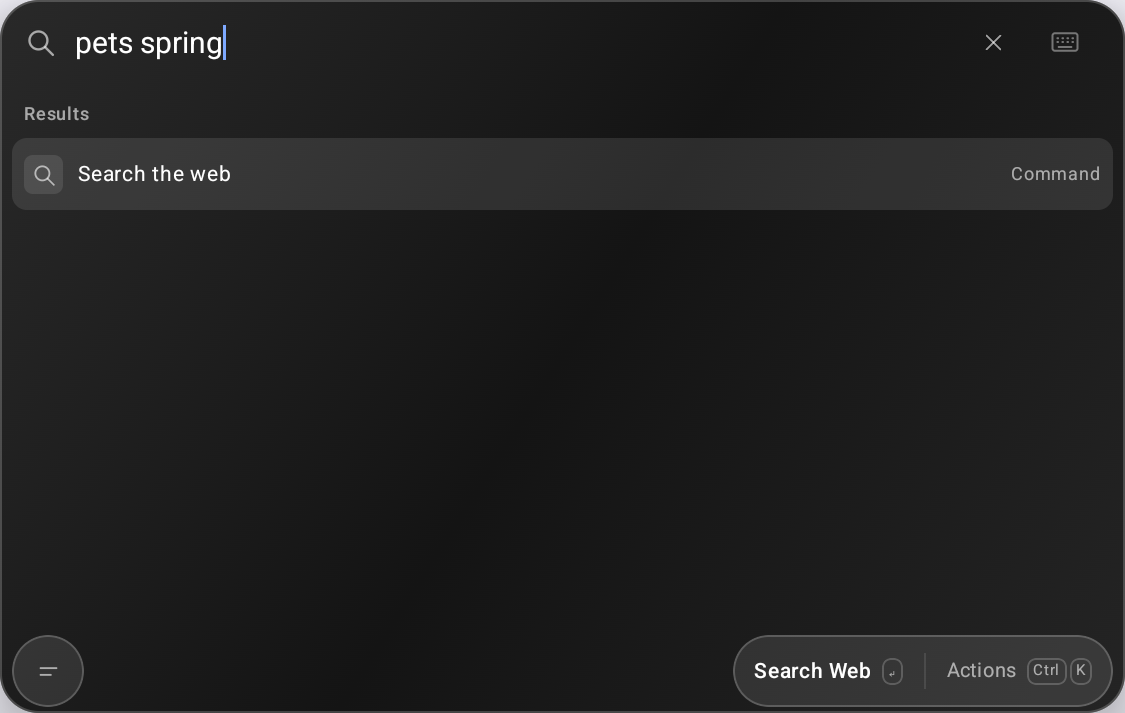 pets spring
Results
Search the web Command
Search Web Actions Ctrl K